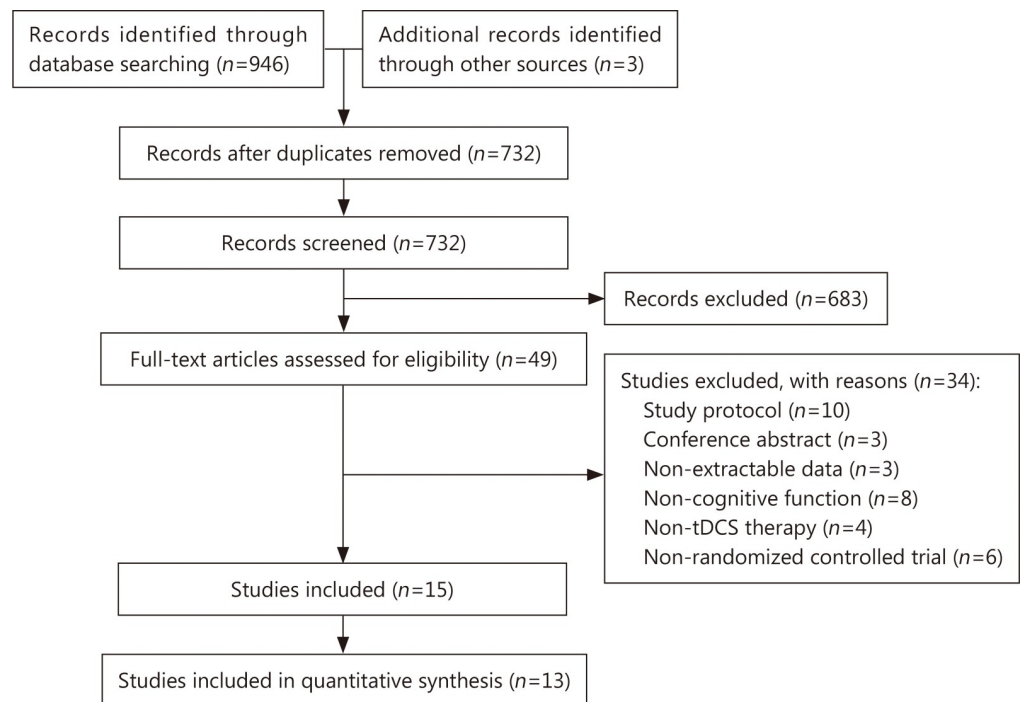 Records identified through
database searching (n=946)
Additional records identified
through other sources (n=3)
Records after duplicates removed (n=732)
Records screened (n=732)
Records excluded (n=683)
Full-text articles assessed for eligibility (n=49)
Studies excluded, with reasons (n=34):
Study protocol (n=10)
Conference abstract (n=3)
Non-extractable data (n=3)
Non-cognitive function (n=8)
Non-tDCS therapy (n=4)
Non-randomized controlled trial (n=6)
Studies included (n=15)
Studies included in quantitative synthesis (n=13)